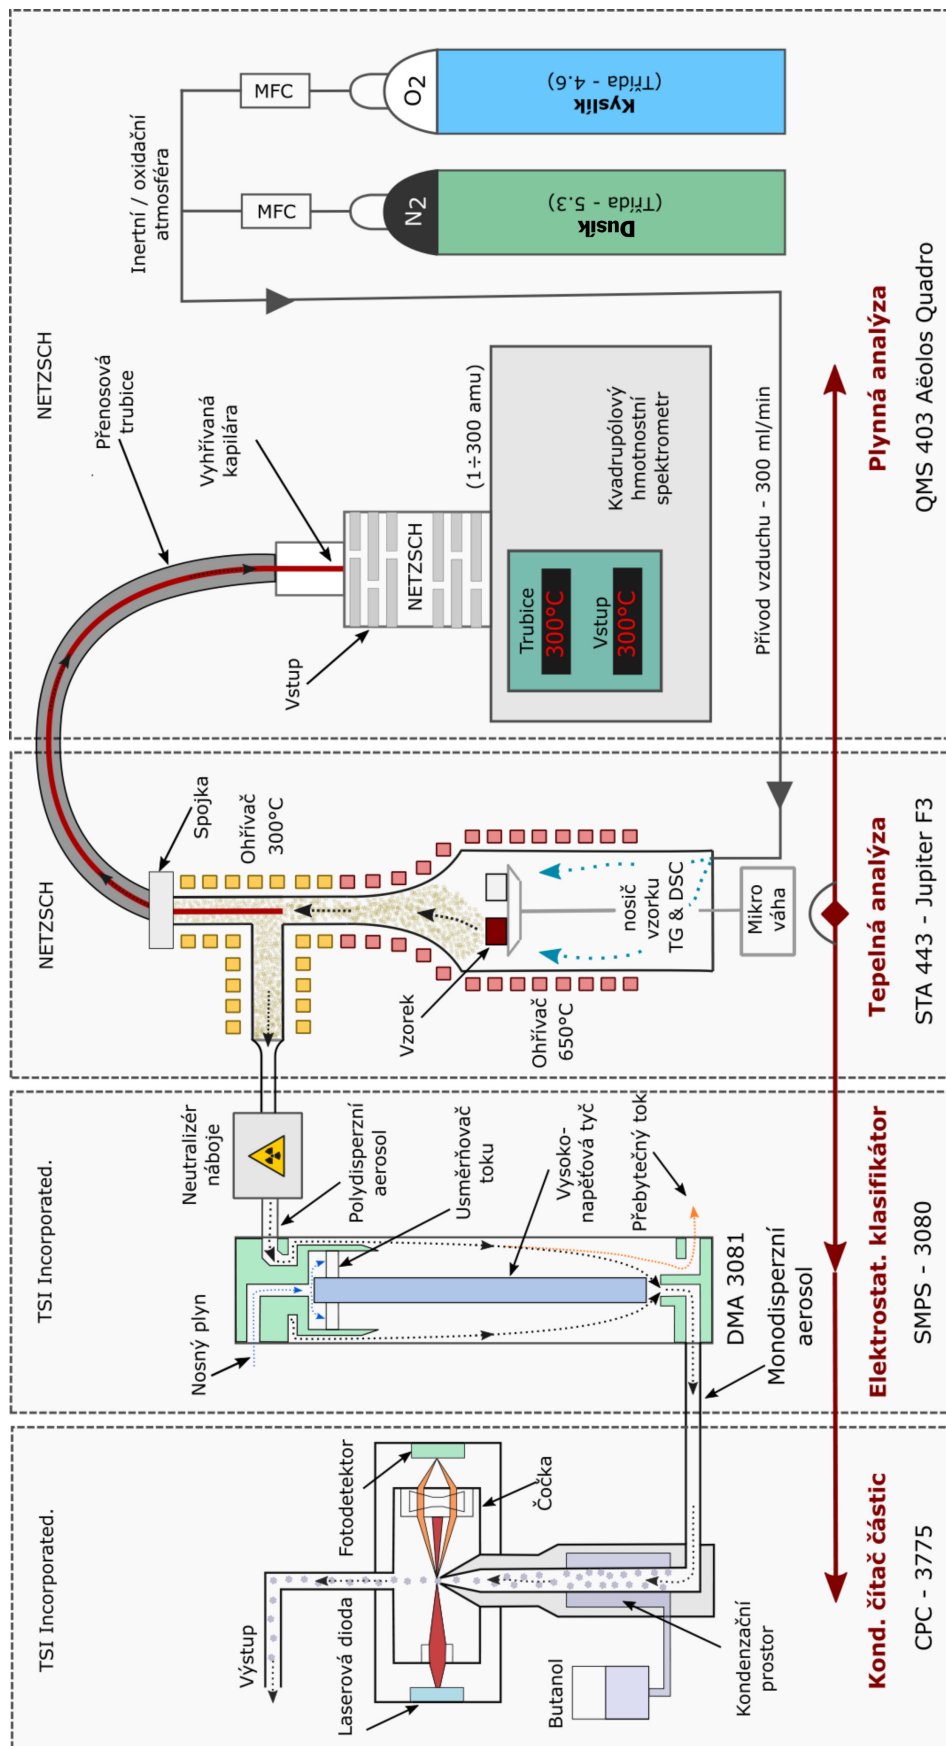 TSI Incorporated.
Výstup
Laserová dioda
Fotodetektor
Čočka
Butanol
Kondenzační
prostor
Kond. čítač částic
CPC - 3775
TSI Incorporated.
Neutralizér
náboje
Polydisperzní
aerosol
Usměrňovač
toku
Vysoko-
napěťová tyč
Přebytečný tok
Nosný plyn
DMA 3081
Monodisperzní
aerosol
Elektrostat. klasifikátor
SMPS - 3080
NETZSCH
Spojka
Ohřívač
300°C
Vzorek
Ohřívač
650°C
nosič
vzorku
TG & DSC
Mikro
váha
Tepelná analýza
STA 443 - Jupiter F3
NETZSCH
Přenosová
trubice
Vyhřívaná
kapilára
Vstup
NETZSCH
(1÷300 amu)
Trubice
300°C
Vstup
300°C
Kvadrupólový
hmotnostní
spektrometr
Přívod vzduchu - 300 ml/min
Inertní / oxidační
atmosféra
MFC
MFC
N2
O2
Dusík
(Třída - 5.3)
Kyslík
(Třída - 4.6)
Plynná analýza
QMS 403 Aëolos Quadro